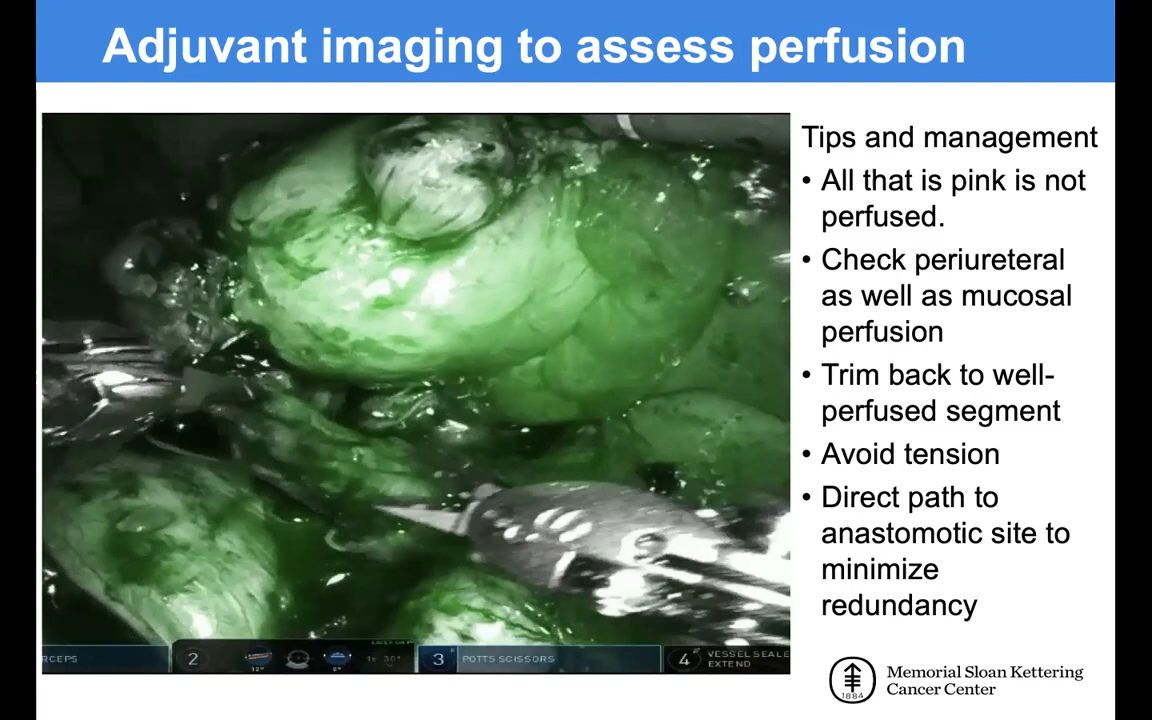 Adjuvant imaging to assess perfusion
Tips and management
• All that is pink is not
perfused.
• Check periureteral
as well as mucosal
perfusion
• Trim back to well-
perfused segment
• Avoid tension
• Direct path to
anastomotic site to
minimize
redundancy
RCEPS
2
30°
3 POTTS SCISSORS
4 VESSEL SEALE
EXTEND
1884
Memorial Sloan Kettering
Cancer Center